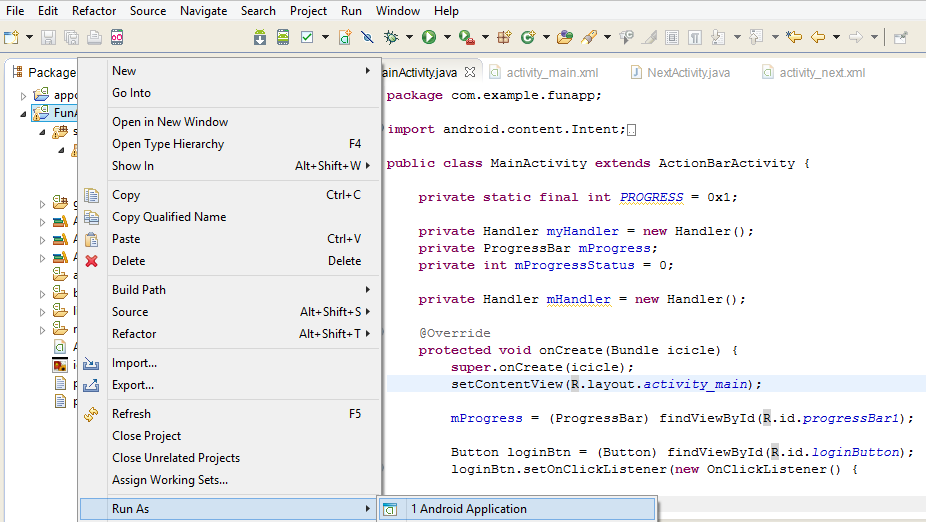 File Edit Refactor Source Navigate Search Project Run Window Help
Package
ainActivity.java activity_main.xml NextActivity.java activity_next.xml
appc
FunA
New
Go Into
Open in New Window
Open Type Hierarchy F4
Show In Alt+Shift+W
Copy Ctrl+C
Copy Qualified Name
Paste Ctrl+V
Delete Delete
Build Path
Source Alt+Shift+S
Refactor Alt+Shift+T
Import...
Export...
Refresh F5
Close Project
Close Unrelated Projects
Assign Working Sets...
Run As
1 Android Application
package com.example.funapp;
import android.content.Intent;
public class MainActivity extends ActionBarActivity {
private static final int PROGRESS = 0x1;
private Handler myHandler = new Handler();
private ProgressBar mProgress;
private int mProgressStatus = 0;
private Handler mHandler = new Handler();
@Override
protected void onCreate(Bundle icicle) {
super.onCreate(icicle);
setContentView(R.layout.activity_main);
mProgress = (ProgressBar) findViewById(R.id.progressBar1);
Button loginBtn = (Button) findViewById(R.id.loginButton);
loginBtn.setOnClickListener(new OnClickListener() {